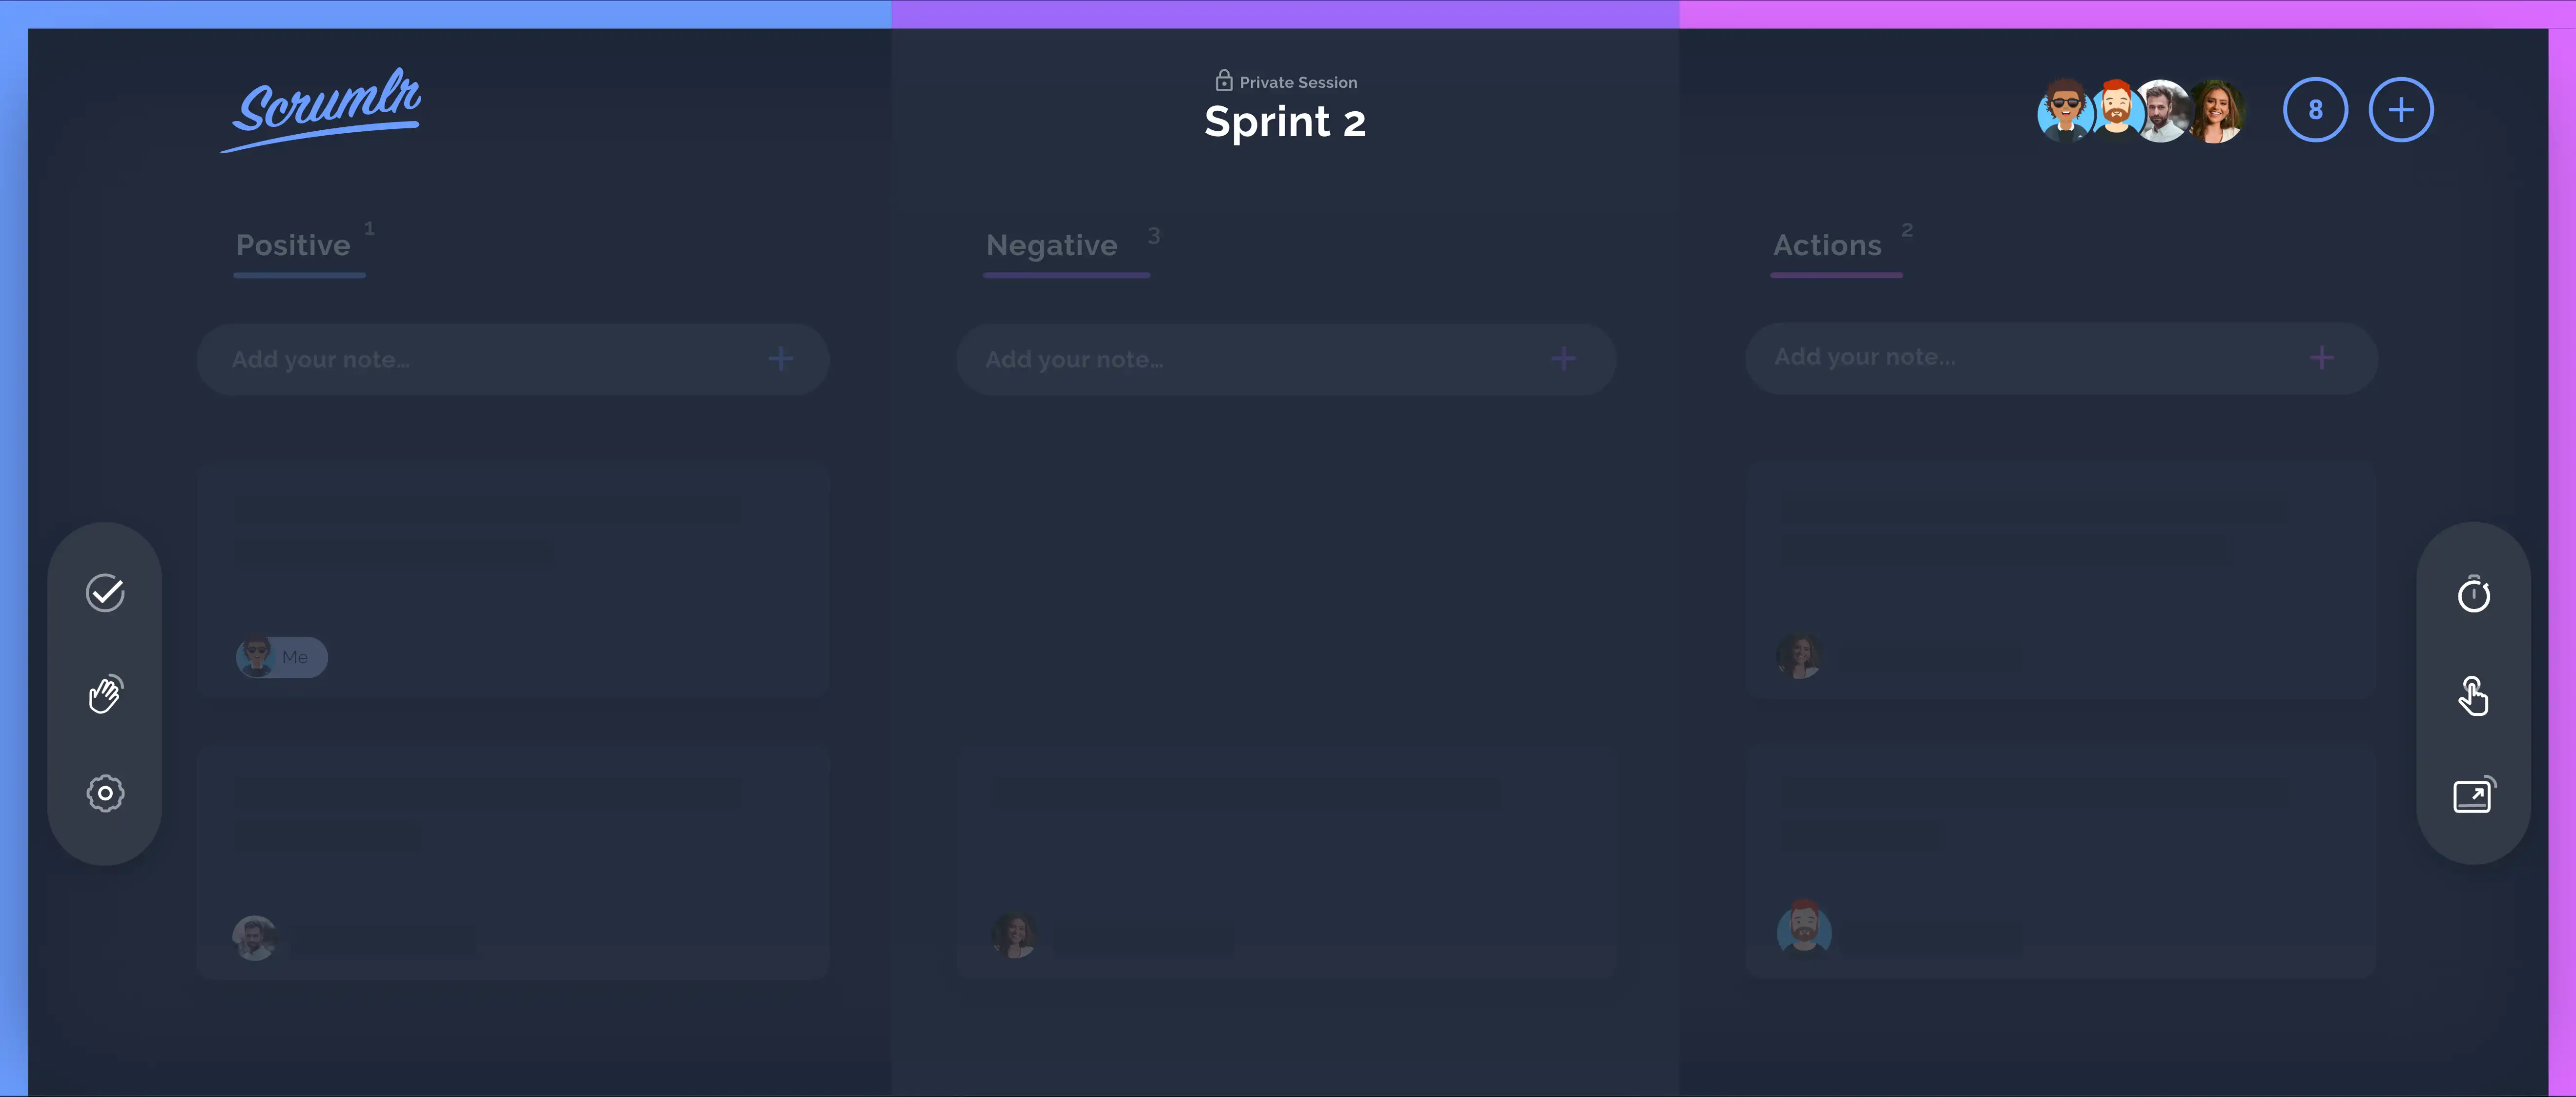 Scrumlr
Private Session
Sprint 2
8
Positive 1
Negative 3
Actions 2
Add your note...
Add your note...
Add your note...
Me